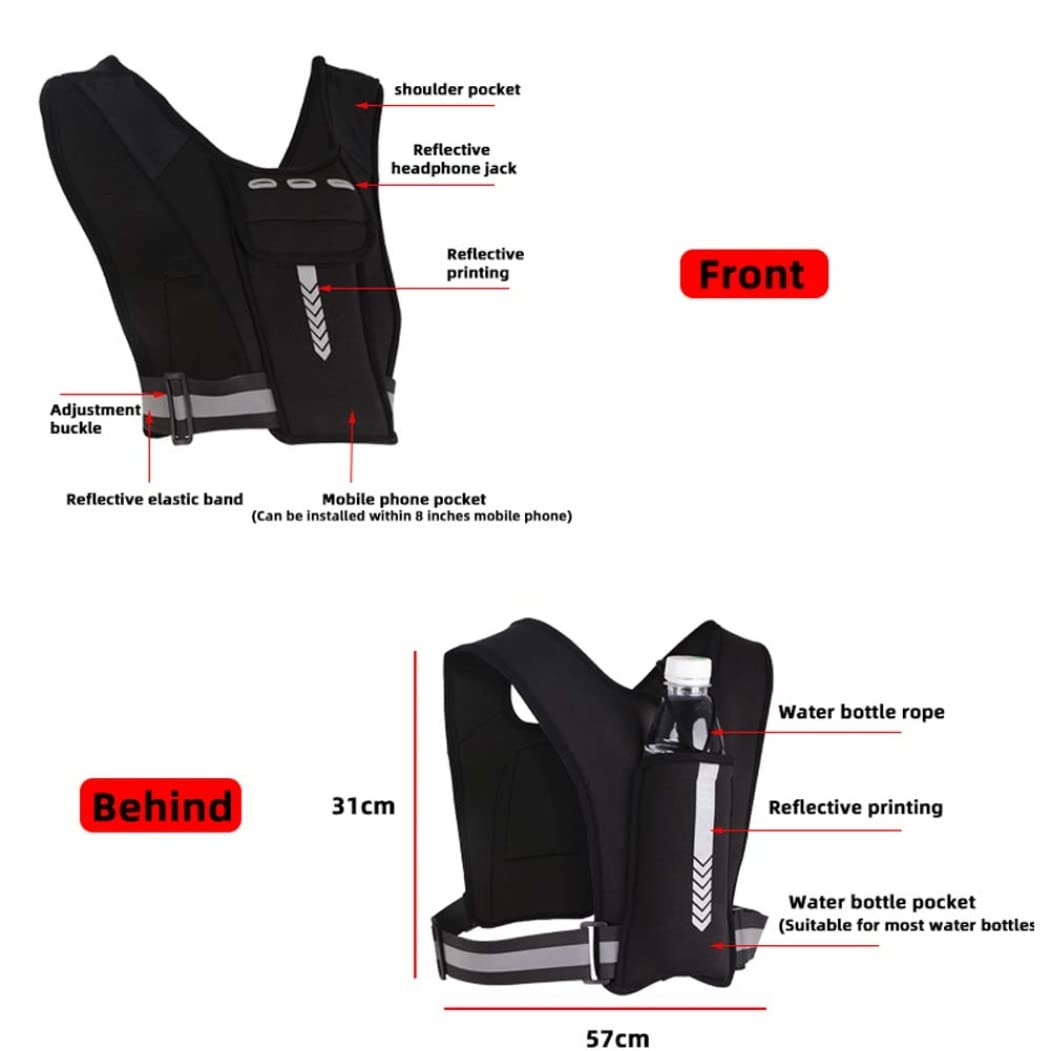 shoulder pocket
Reflective
headphone jack
Reflective
printing
Front
Adjustment
buckle
Reflective elastic band
Mobile phone pocket
(Can be installed within 8 inches mobile phone)
Water bottle rope
Behind
31cm
Reflective printing
Water bottle pocket
(Suitable for most water bottles
57cm